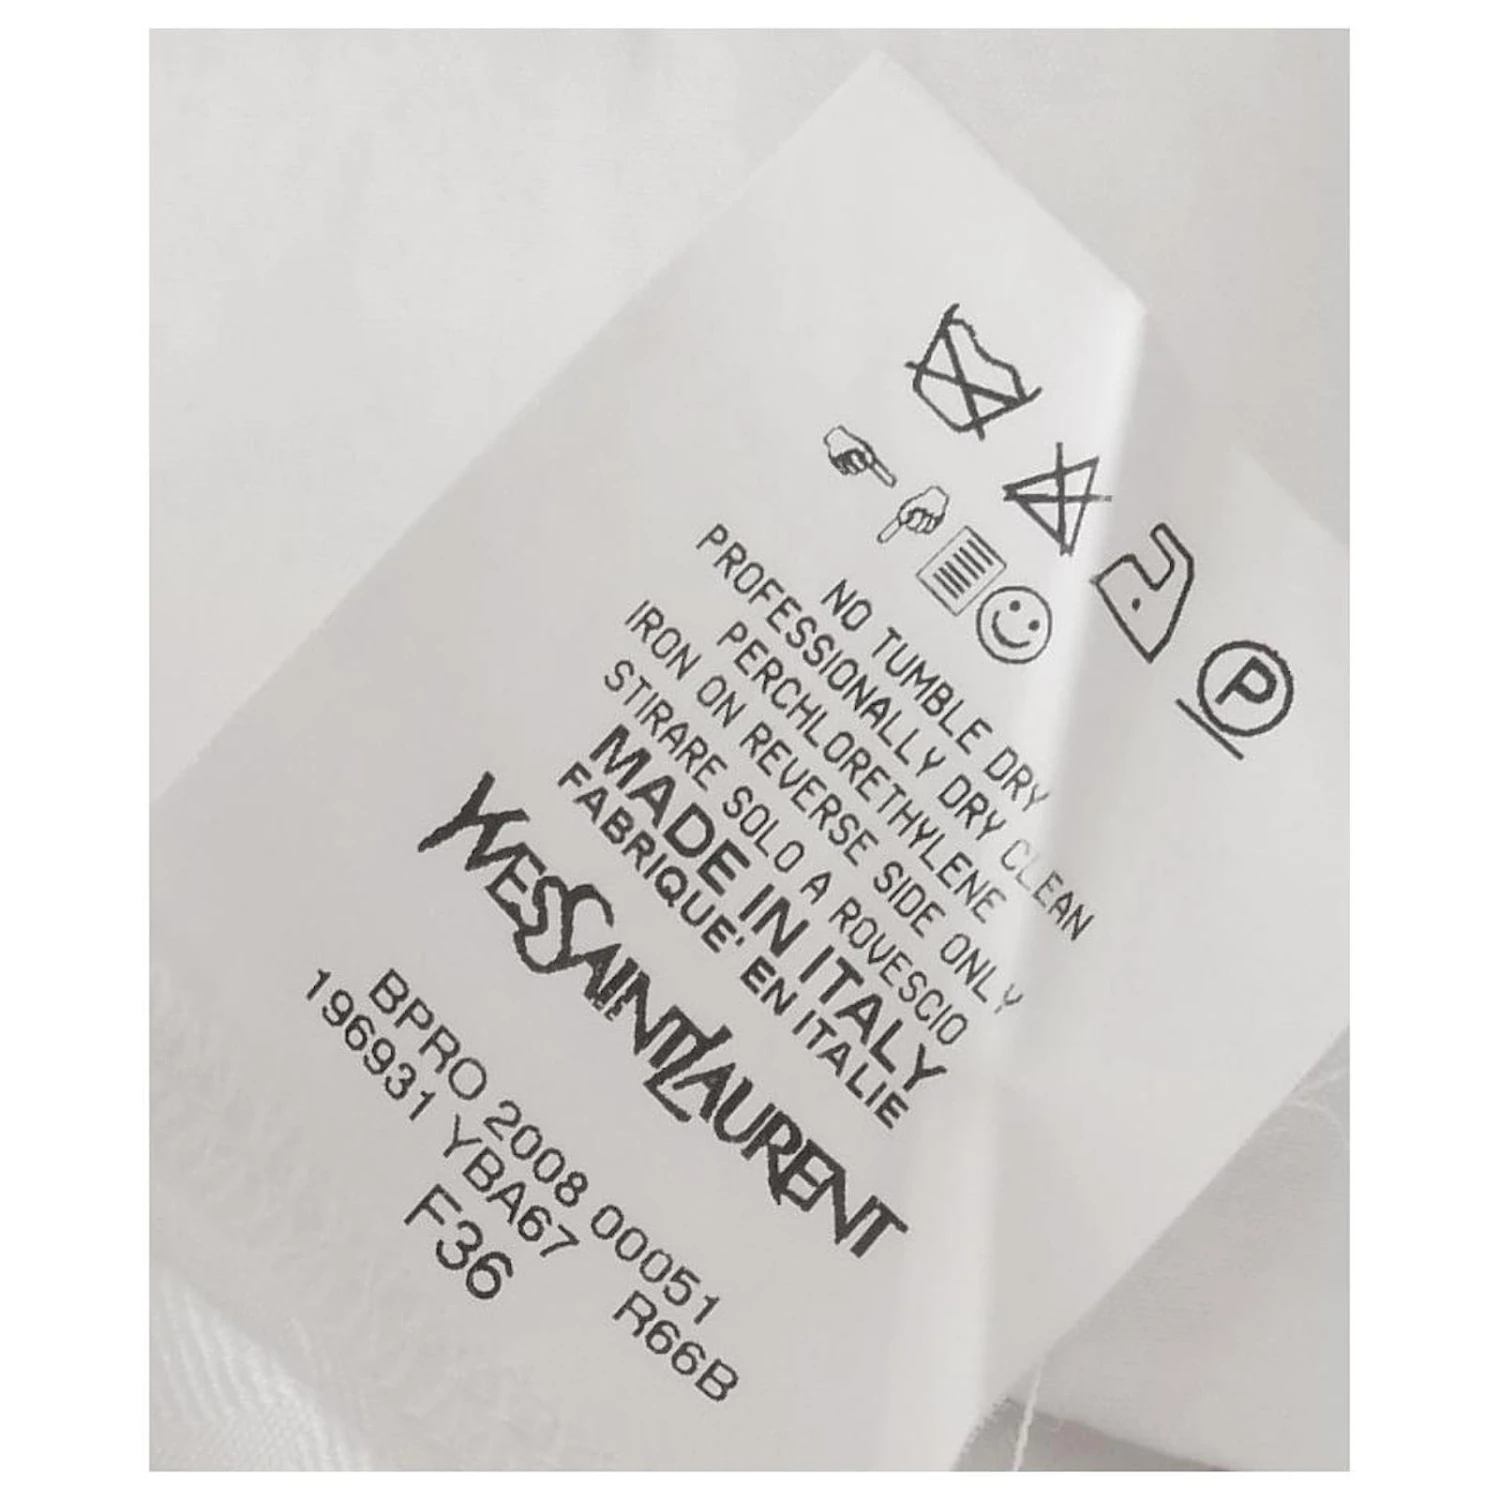 P
NO TUMBLE DRY
PROFESSIONALLY DRY CLEAN
PERCHLORETHYLENE
IRON ON REVERSE SIDE ONLY
STIRARE SOLO A ROVESCIO
MADE IN ITALY
FABRIQUE' EN ITALIE
YVESSAINTLAURENT
BPRO 2008 00051
196931 YBA67 R66B
F36